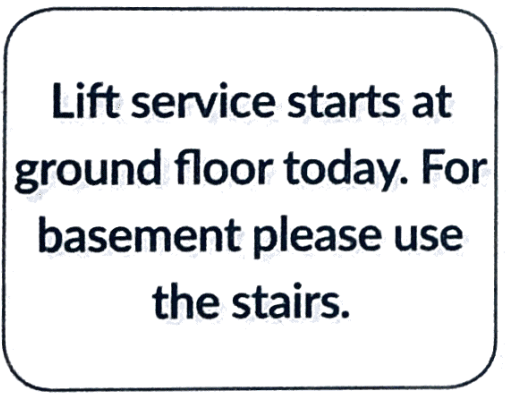 Lift service starts at
ground floor today. For
basement please use
the stairs.